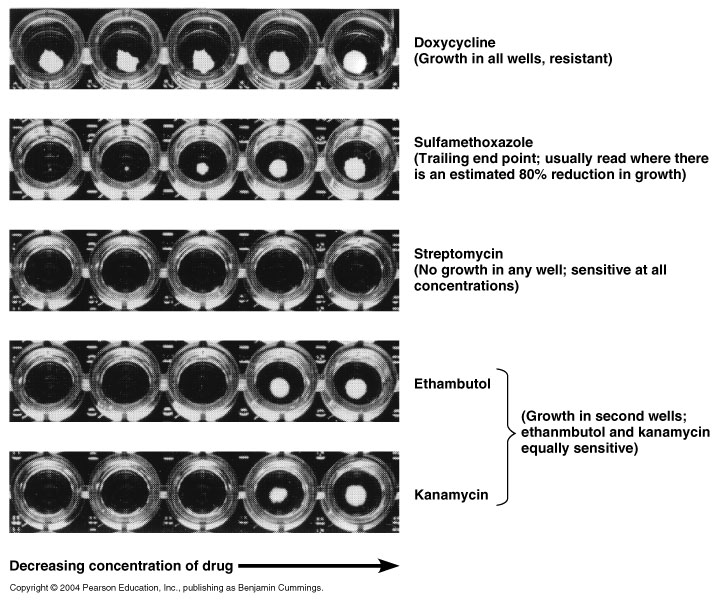 Doxycycline
(Growth in all wells, resistant)
Sulfamethoxazole
(Trailing end point; usually read where there
is an estimated 80% reduction in growth)
Streptomycin
(No growth in any well; sensitive at all
concentrations)
Ethambutol
(Growth in second wells;
ethanmbutol and kanamycin
equally sensitive)
Kanamycin
Decreasing concentration of drug
Copyright © 2004 Pearson Education, Inc., publishing as Benjamin Cummings.